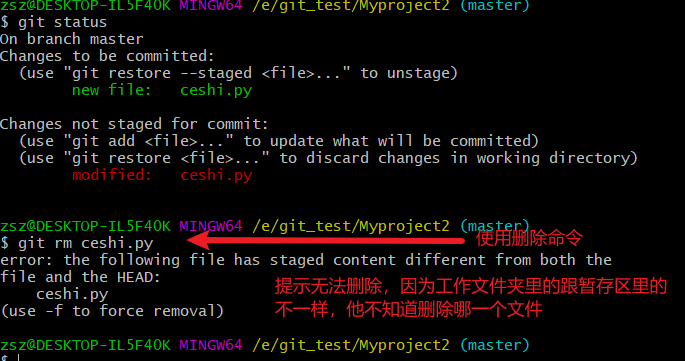 zsz@DESKTOP-IL5F4OK MINGW64 /e/git_test/Myproject2 (master)
$ git status
On branch master
Changes to be committed:
  (use "git restore --staged <file>..." to unstage)
        new file:   ceshi.py

Changes not staged for commit:
  (use "git add <file>..." to update what will be committed)
  (use "git restore <file>..." to discard changes in working directory)
        modified:   ceshi.py

zsz@DESKTOP-IL5F4OK MINGW64 /e/git_test/Myproject2 (master)
$ git rm ceshi.py
使用删除命令
error: the following file has staged content different from both the
file and the HEAD:
    ceshi.py
(use -f to force removal)
提示无法删除，因为工作文件夹里的跟暂存区里的
不一样，他不知道删除哪一个文件
zsz@DESKTOP-IL5F4OK MINGW64 /e/git_test/Myproject2 (master)
$